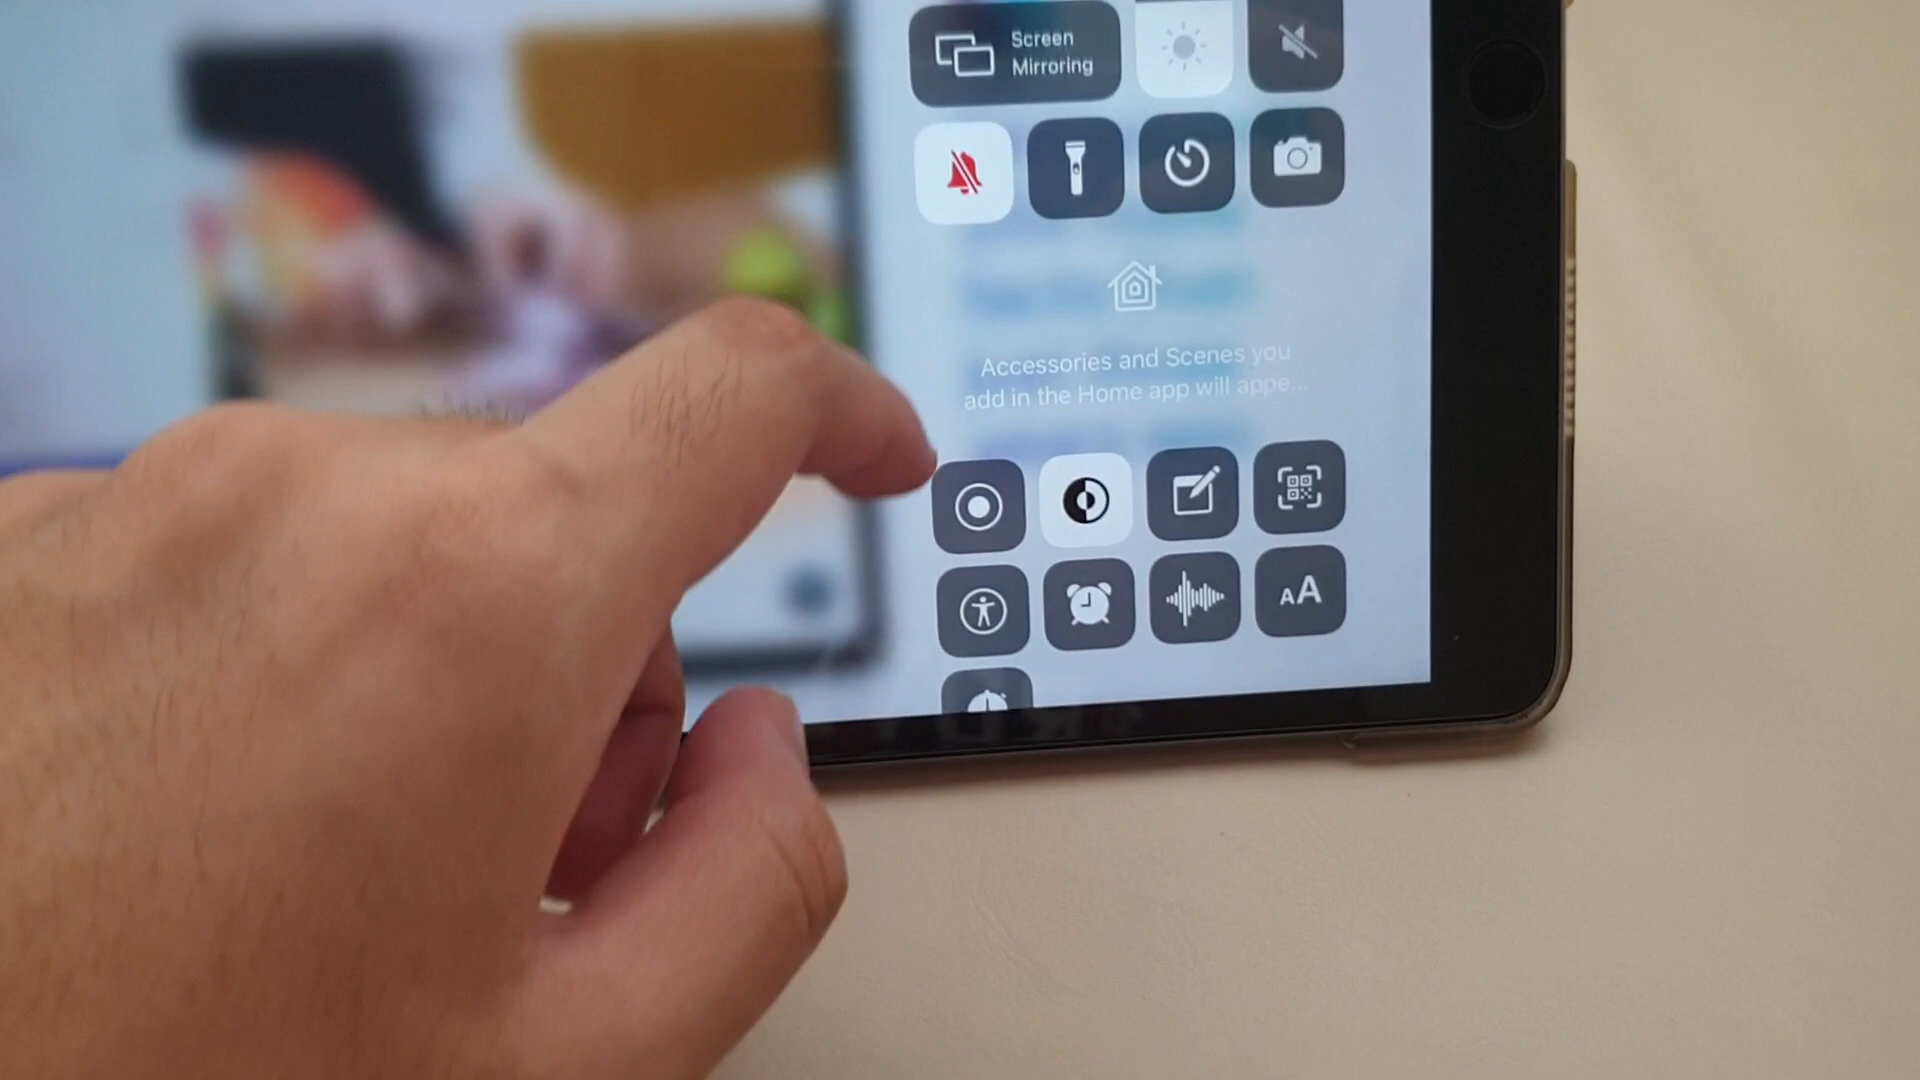 Screen
Mirroring
Accessories and Scenes you
add in the Home app will appe...
AA